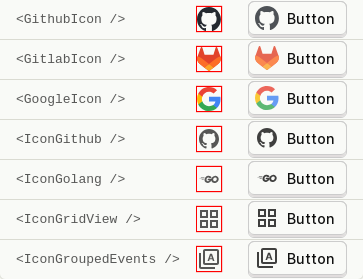 <GithubIcon /> Button
<GitlabIcon /> Button
<GoogleIcon /> Button
<IconGithub /> Button
<IconGolang /> GO GO Button
<IconGridView /> Button
<IconGroupedEvents /> A A Button